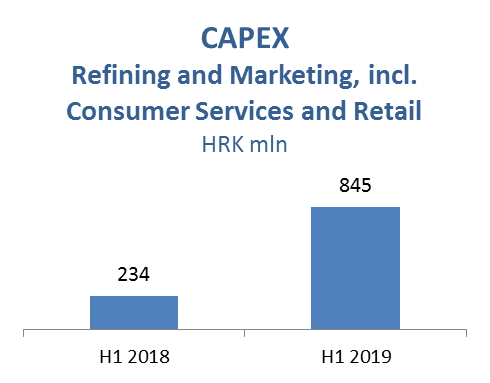 CAPEX
Refining and Marketing, incl.
Consumer Services and Retail
HRK mln
845
234
H1 2018
H1 2019